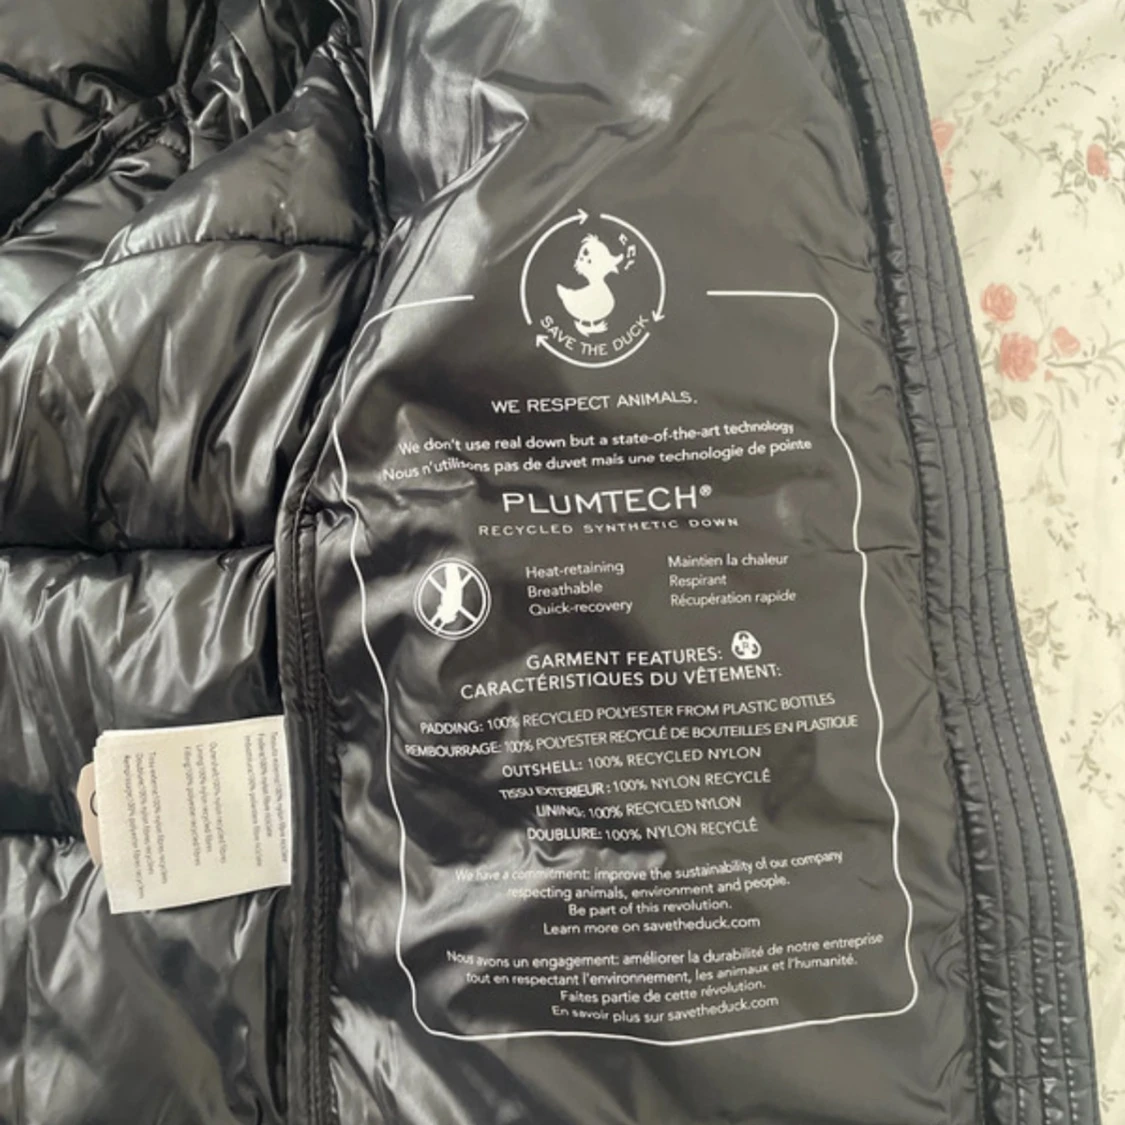 SAVE THE DUCK
WE RESPECT ANIMALS.
We don't use real down but a state-of-the-art technology
Nous n'utilisons pas de duvet mais une technologie de pointe
PLUMTECH®
RECYCLED SYNTHETIC DOWN
Heat-retaining
Breathable
Quick-recovery
Maintien la chaleur
Respirant
Récupération rapide
GARMENT FEATURES:
CARACTÉRISTIQUES DU VÊTEMENT:
PADDING: 100% RECYCLED POLYESTER FROM PLASTIC BOTTLES
REMBOURRAGE: 100% POLYESTER RECYCLÉ DE BOUTEILLES EN PLASTIQUE
OUTSHELL: 100% RECYCLED NYLON
TISSU EXTERIEUR: 100% NYLON RECYCLÉ
LINING: 100% RECYCLED NYLON
DOUBLURE: 100% NYLON RECYCLÉ
We have a commitment: improve the sustainability of our company
respecting animals, environment and people.
Be part of this revolution.
Learn more on savetheduck.com
Nous avons un engagement: améliorer la durabilité de notre entreprise
tout en respectant l'environnement, les animaux et l'humanité.
Faites partie de cette révolution.
En savoir plus sur savetheduck.com